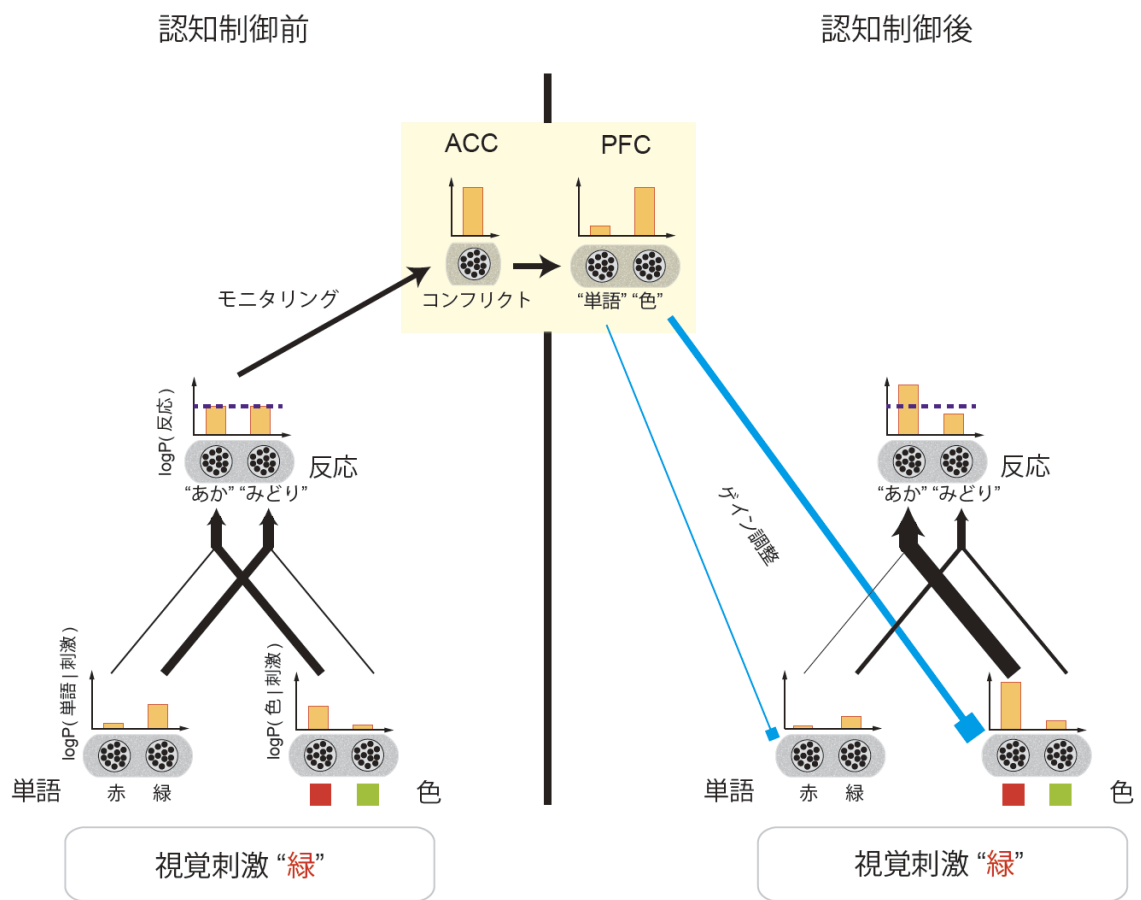 認知制御前
認知制御後
ACC
PFC
モニタリング
コンフリクト
“単語” “色”
logP( 反応 )
反応
“あか” “みどり”
ゲイン調整
反応
“あか” “みどり”
logP( 単語 | 刺激 )
logP( 色 | 刺激 )
単語
赤 緑
色
単語
赤 緑
色
視覚刺激 “緑”
視覚刺激 “緑”